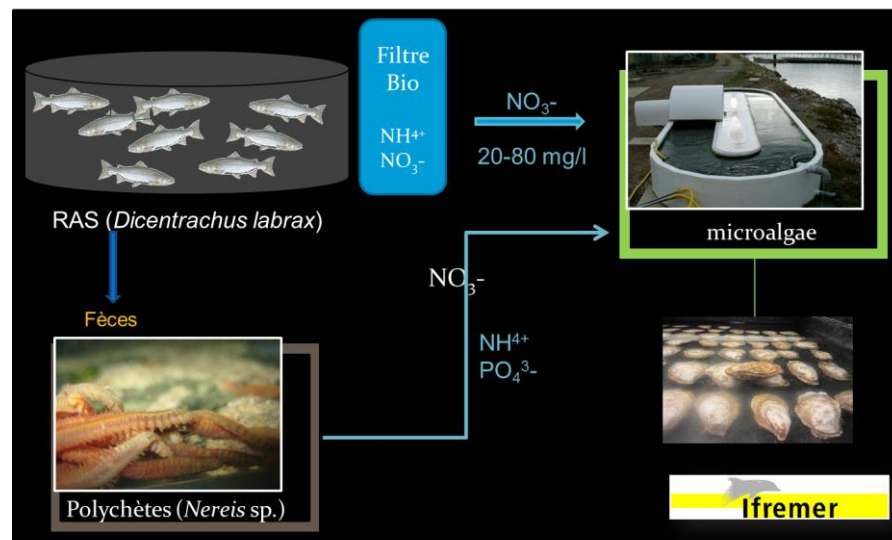 Filtre
Bio
NH⁴⁺
NO₃-
NO₃-
20-80 mg/l
RAS (Dicentrachus labrax)
microalgae
Fèces
NO₃-
NH⁴⁺
PO₄³-
Polychètes (Nereis sp.)
Ifremer